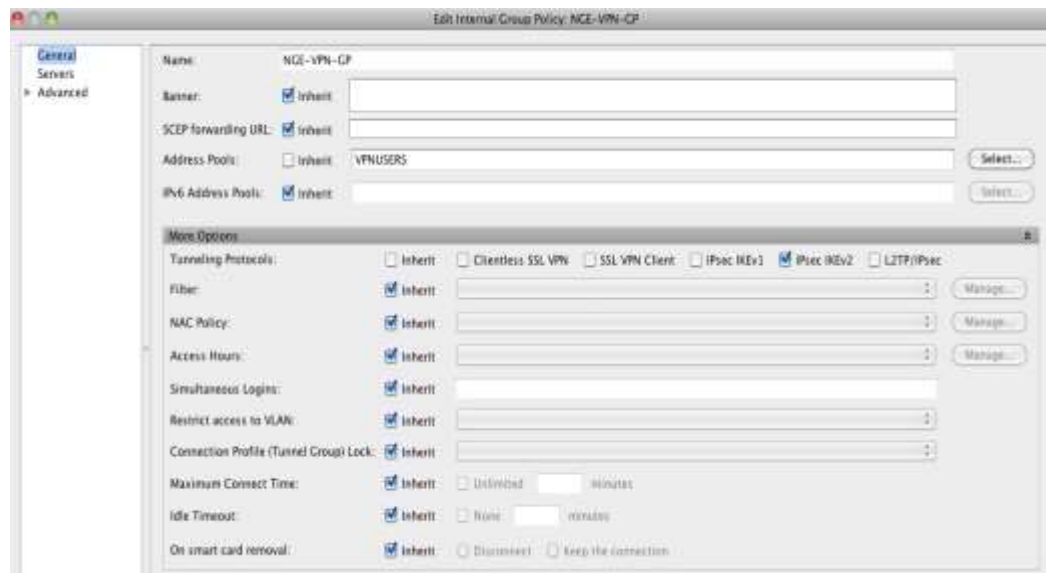 Edit Internal Group Policy: NGE-VPN-GP
General
Servers
Advanced
Name: NGE-VPN-GP
Banner: Inherit
SCEP forwarding URL: Inherit
Address Pools: Inherit VPNUSERS Select...
IPv6 Address Pools: Inherit Select...
More Options
Tunneling Protocols: Inherit Clientless SSL VPN SSL VPN Client IPsec IKEv1 IPsec IKEv2 L2TP/IPsec
Filter: Inherit Manage...
NAC Policy: Inherit Manage...
Access Hours: Inherit Manage...
Simultaneous Logins: Inherit
Restrict access to VLAN: Inherit
Connection Profile (Tunnel Group) Lock: Inherit
Maximum Connect Time: Inherit Unlimited minutes
Idle Timeout: Inherit None minutes
On smart card removal: Inherit Disconnect Keep the connection